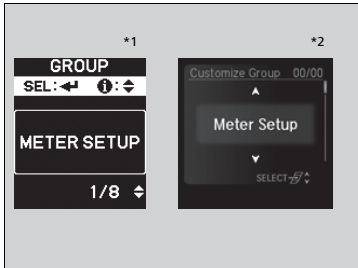 *1
GROUP
SEL:↵ ⓘ:⬍
METER SETUP
1/8 ⬍
*2
Customize Group 00/00
▲
Meter Setup
▼
SELECT